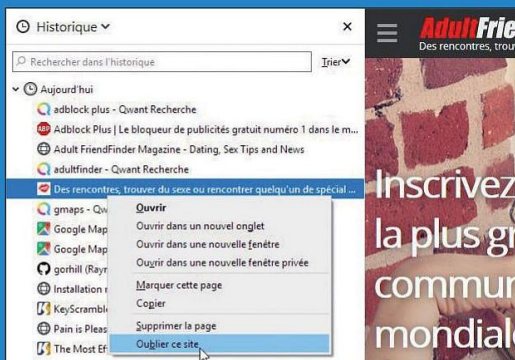 Historique
Rechercher dans l'historique
Trier
Aujourd'hui
adblock plus - Qwant Recherche
Adblock Plus | Le bloqueur de publicités gratuit numéro 1 dans le m...
Adult FriendFinder Magazine - Dating, Sex Tips and News
adultfinder - Qwant Recherche
Des rencontres, trouver du sexe ou rencontrer quelqu'un de spécial ...
gmaps - Qw
Google Map
Google Map
gorhill (Rayr
Installation r
KeyScramble
Pain is Pleas
The Most Ef
Ouvrir
Ouvrir dans un nouvel onglet
Ouvrir dans une nouvelle fenêtre
Ouvrir dans une nouvelle fenêtre privée
Marquer cette page
Copier
Supprimer la page
Oublier ce site
AdultFrie
Des rencontres, trouv
Inscrivez
la plus gr
commun
mondiale